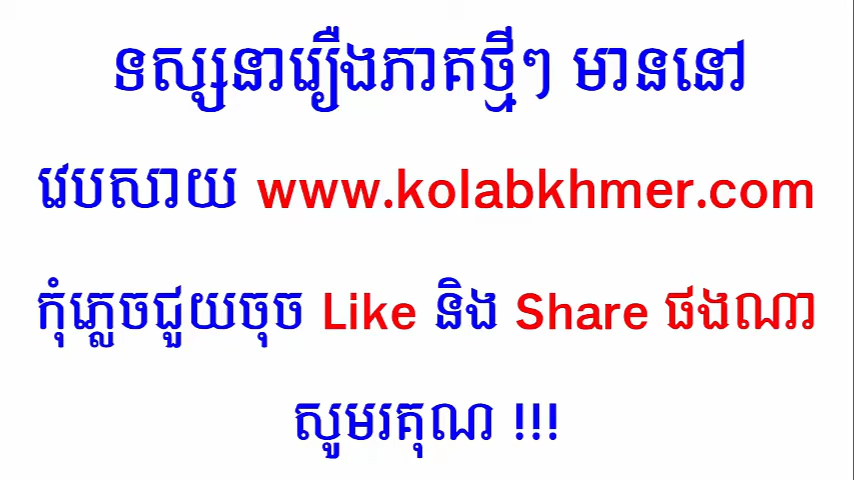 ទស្សនារឿងភាគថ្មីៗ មាននៅ
វេបសាយ www.kolabkhmer.com
កុំភ្លេចជួយចុច Like និង Share ផងណា
សូមរគុណ !!!